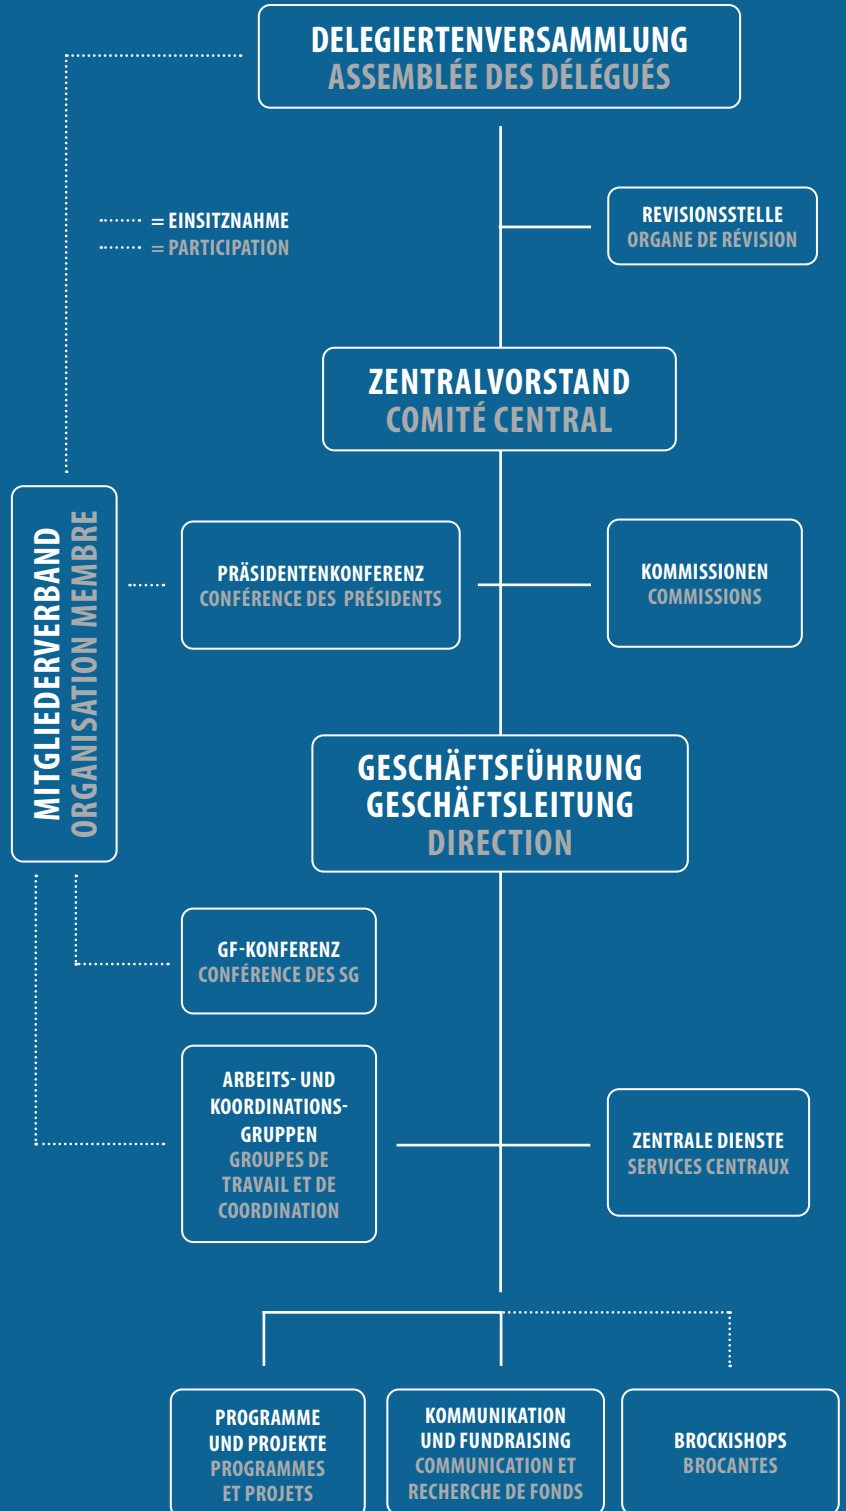 DELEGIERTENVERSAMMLUNG
ASSEMBLÉE DES DÉLÉGUÉS
= EINSITZNAHME
= PARTICIPATION
REVISIONSSTELLE
ORGANE DE RÉVISION
ZENTRALVORSTAND
COMITÉ CENTRAL
MITGLIEDERVERBAND
ORGANISATION MEMBRE
PRÄSIDENTENKONFERENZ
CONFÉRENCE DES PRÉSIDENTS
KOMMISSIONEN
COMMISSIONS
GESCHÄFTSFÜHRUNG
GESCHÄFTSLEITUNG
DIRECTION
GF-KONFERENZ
CONFÉRENCE DES SG
ARBEITS- UND
KOORDINATIONS-
GRUPPEN
GROUPES DE
TRAVAIL ET DE
COORDINATION
ZENTRALE DIENSTE
SERVICES CENTRAUX
PROGRAMME
UND PROJEKTE
PROGRAMMES
ET PROJETS
KOMMUNIKATION
UND FUNDRAISING
COMMUNICATION ET
RECHERCHE DE FONDS
BROCKISHOPS
BROCANTES